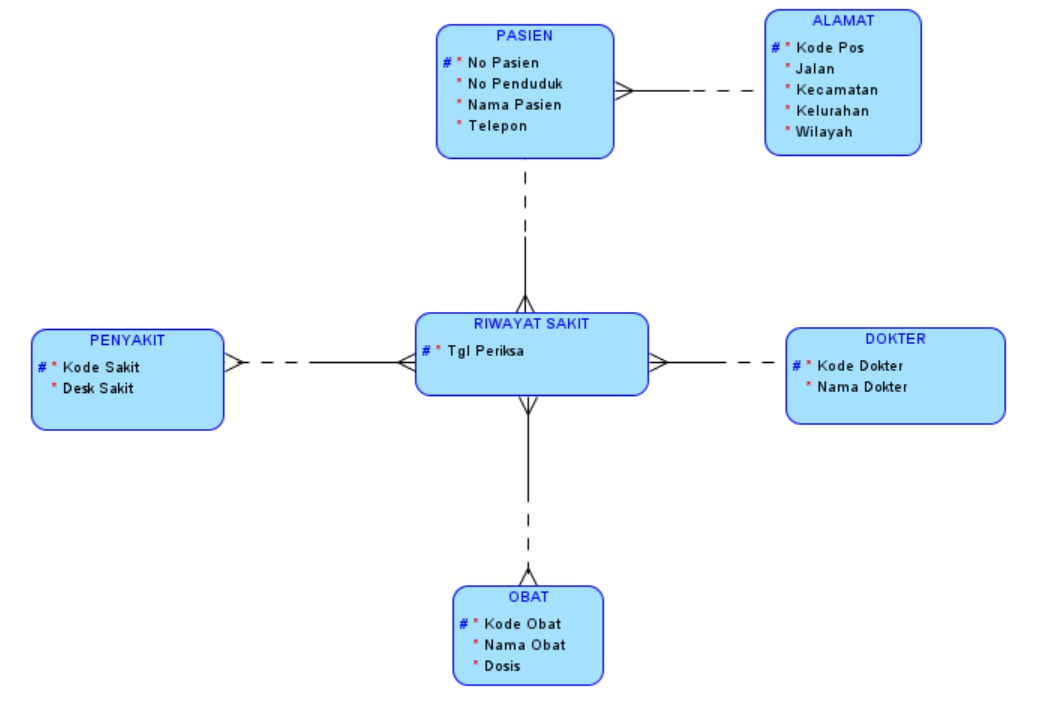 PASIEN
# * No Pasien
* No Penduduk
* Nama Pasien
* Telepon
ALAMAT
# * Kode Pos
* Jalan
* Kecamatan
* Kelurahan
* Wilayah
PENYAKIT
# * Kode Sakit
* Desk Sakit
RIWAYAT SAKIT
# * Tgl Periksa
DOKTER
# * Kode Dokter
* Nama Dokter
OBAT
# * Kode Obat
* Nama Obat
* Dosis